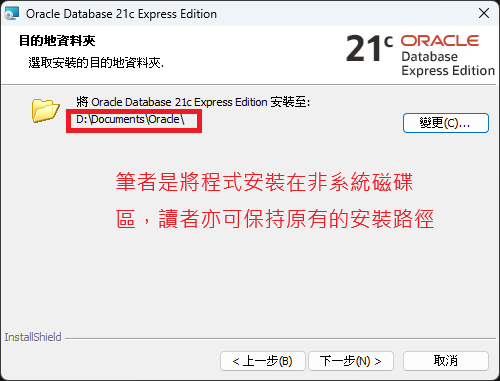 Oracle Database 21c Express Edition
目的地資料夾
選取安裝的目的地資料夾.
21c ORACLE
Database
Express Edition
將 Oracle Database 21c Express Edition 安裝至:
D:\Documents\Oracle\
變更(C)...
筆者是將程式安裝在非系統磁碟
區，讀者亦可保持原有的安裝路徑
InstallShield
< 上一步(B)
下一步(N) >
取消